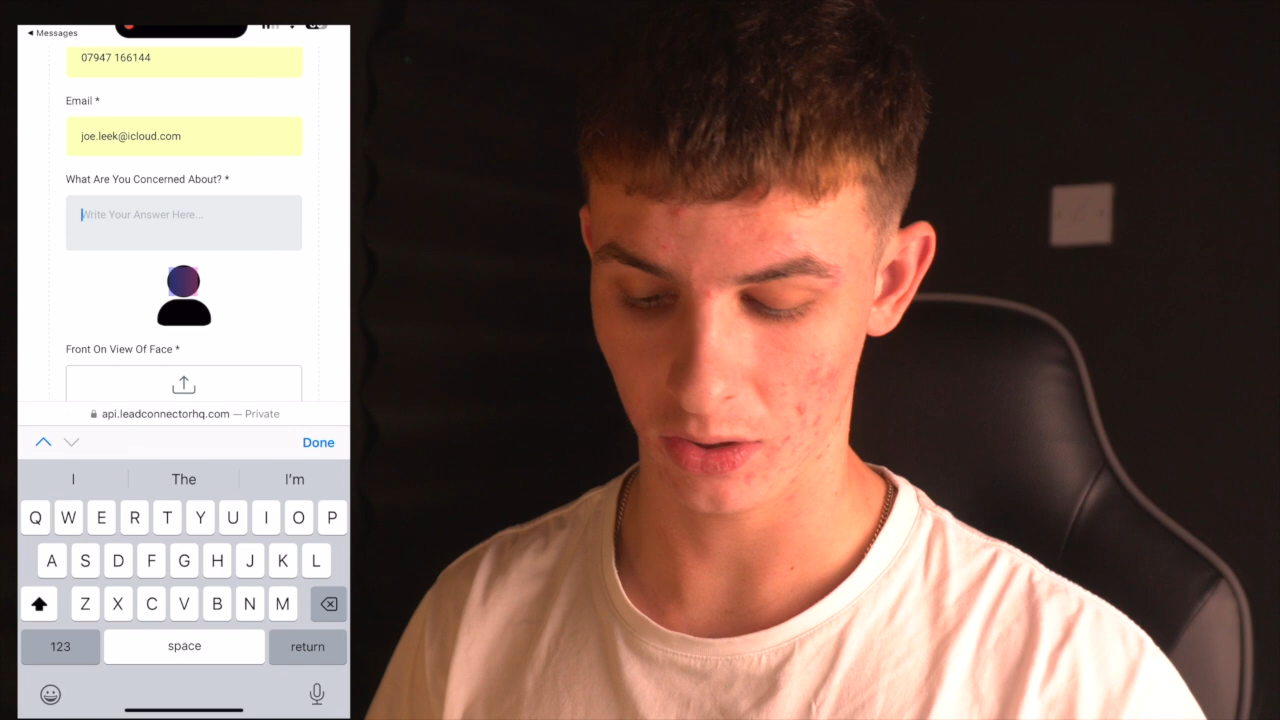 ◀ Messages
07947 166144
Email *
joe.leek@icloud.com
What Are You Concerned About? *
Write Your Answer Here...
Front On View Of Face *
api.leadconnectorhq.com — Private
Done
I The I'm
Q W E R T Y U I O P
A S D F G H J K L
Z X C V B N M
123 space return